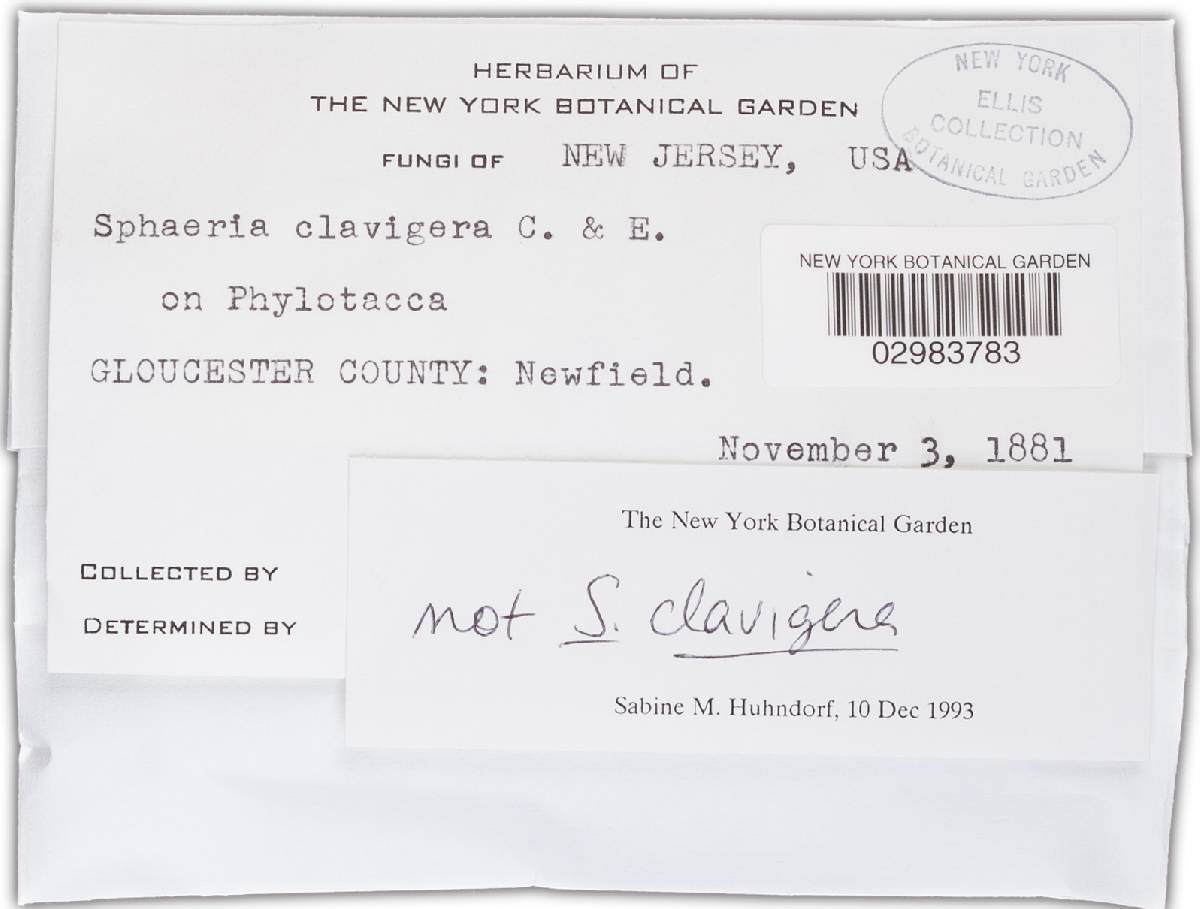 HERBARIUM OF
THE NEW YORK BOTANICAL GARDEN
NEW YORK
ELLIS
COLLECTION
BOTANICAL GARDEN
FUNGI OF NEW JERSEY, USA
Sphaeria clavigera C. & E.
on Phylotacca
GLOUCESTER COUNTY: Newfield.
NEW YORK BOTANICAL GARDEN
02983783
November 3, 1881
COLLECTED BY
DETERMINED BY
The New York Botanical Garden
not S. clavigera
Sabine M. Huhndorf, 10 Dec 1993